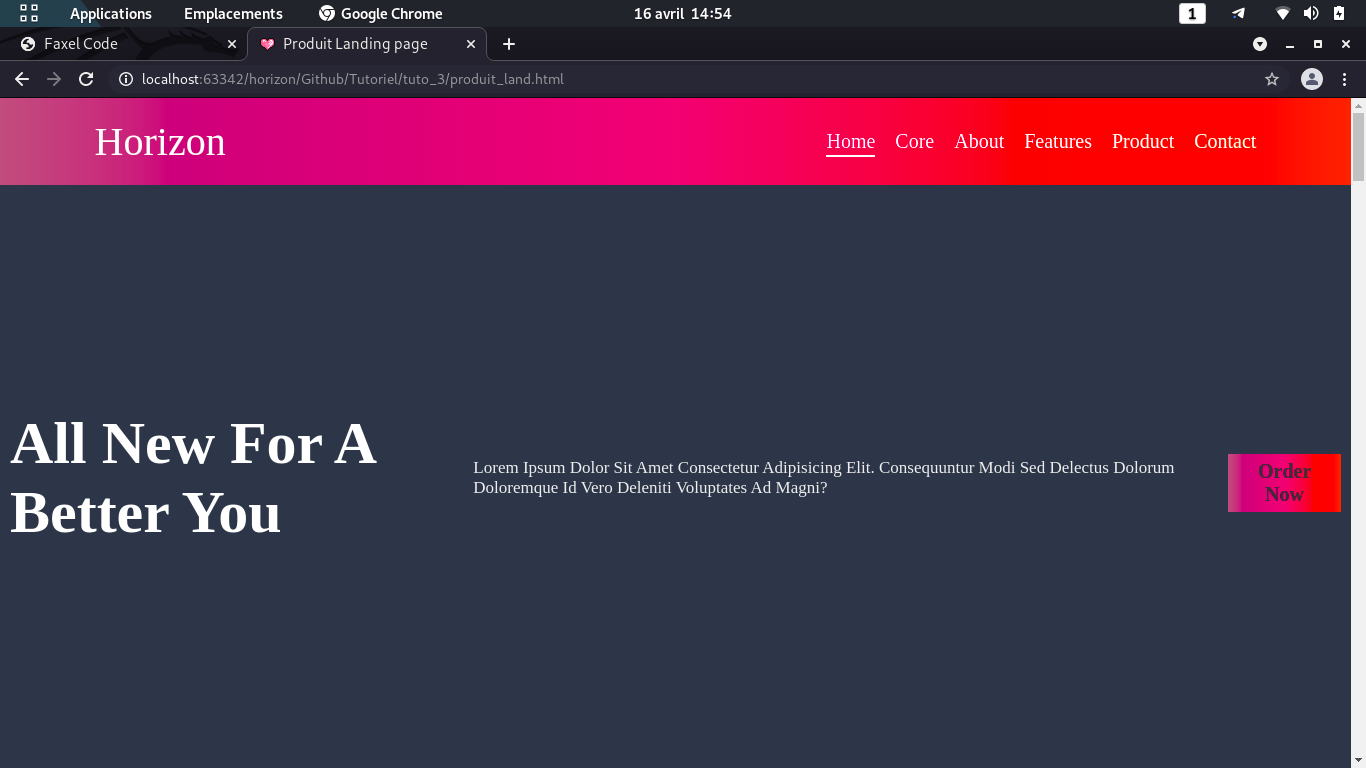 Applications Emplacements Google Chrome 16 avril 14:54 1
Faxel Code Produit Landing page
localhost:63342/horizon/Github/Tutoriel/tuto_3/produit_land.html
Horizon Home Core About Features Product Contact
All New For A
Better You
Lorem Ipsum Dolor Sit Amet Consectetur Adipisicing Elit. Consequuntur Modi Sed Delectus Dolorum
Doloremque Id Vero Deleniti Voluptates Ad Magni?
Order
Now